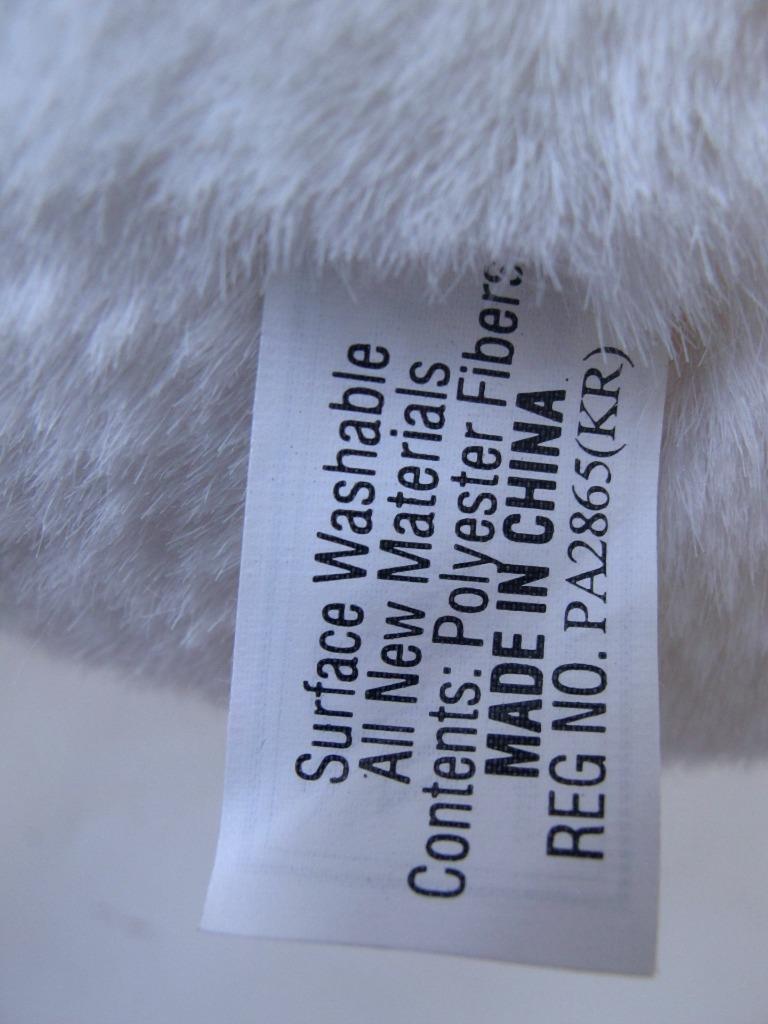 Surface Washable
All New Materials
Contents: Polyester Fibers
MADE IN CHINA
REG NO. PA2865(KR)